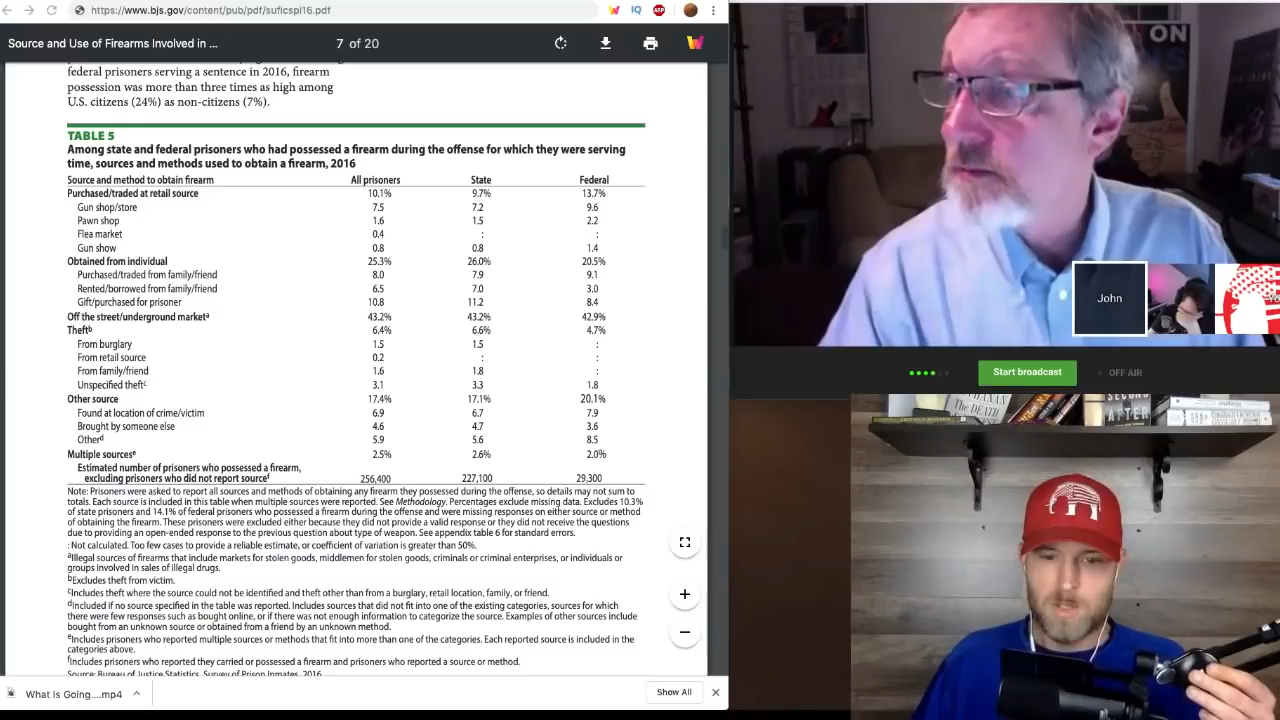 https://www.bjs.gov/content/pub/pdf/suficspi16.pdf
Source and Use of Firearms Involved in ...
7 of 20
federal prisoners serving a sentence in 2016, firearm
possession was more than three times as high among
U.S. citizens (24%) as non-citizens (7%).
TABLE 5
Among state and federal prisoners who had possessed a firearm during the offense for which they were serving
time, sources and methods used to obtain a firearm, 2016
Source and method to obtain firearm All prisoners State Federal
Purchased/traded at retail source 10.1% 9.7% 13.7%
Gun shop/store 7.5 7.2 9.6
Pawn shop 1.6 1.5 2.2
Flea market 0.4 : :
Gun show 0.8 0.8 1.4
Obtained from individual 25.3% 26.0% 20.5%
Purchased/traded from family/friend 8.0 7.9 9.1
Rented/borrowed from family/friend 6.5 7.0 3.0
Gift/purchased for prisoner 10.8 11.2 8.4
Off the street/underground marketa 43.2% 43.2% 42.9%
Theftb 6.4% 6.6% 4.7%
From burglary 1.5 1.5 :
From retail source 0.2 : :
From family/friend 1.6 1.8 :
Unspecified theftc 3.1 3.3 1.8
Other source 17.4% 17.1% 20.1%
Found at location of crime/victim 6.9 6.7 7.9
Brought by someone else 4.6 4.7 3.6
Otherd 5.9 5.6 8.5
Multiple sourcese 2.5% 2.6% 2.0%
Estimated number of prisoners who possessed a firearm,
excluding prisoners who did not report sourcef 256,400 227,100 29,300
Note: Prisoners were asked to report all sources and methods of obtaining any firearm they possessed during the offense, so details may not sum to
totals. Each source is included in this table when multiple sources were reported. See Methodology. Percentages exclude missing data. Excludes 10.3%
of state prisoners and 14.1% of federal prisoners who possessed a firearm during the offense and were missing responses on either source or method
of obtaining the firearm. These prisoners were excluded either because they did not provide a valid response or they did not receive the questions
due to providing an open-ended response to the previous question about type of weapon. See appendix table 6 for standard errors.
: Not calculated. Too few cases to provide a reliable estimate, or coefficient of variation is greater than 50%.
aIllegal sources of firearms that include markets for stolen goods, middlemen for stolen goods, criminals or criminal enterprises, or individuals or
groups involved in sales of illegal drugs.
bExcludes theft from victim.
cIncludes theft where the source could not be identified and theft other than from a burglary, retail location, family, or friend.
dIncluded if no source specified in the table was reported. Includes sources that did not fit into one of the existing categories, sources for which
there were few responses such as bought online, or if there was not enough information to categorize the source. Examples of other sources include
bought from an unknown source or obtained from a friend by an unknown method.
eIncludes prisoners who reported multiple sources or methods that fit into more than one of the categories. Each reported source is included in the
categories above.
fIncludes prisoners who reported they carried or possessed a firearm and prisoners who reported a source or method.
Source: Bureau of Justice Statistics, Survey of Prison Inmates, 2016.
What Is Going....mp4
Show All
ON
John
Start broadcast
OFF AIR
The DEATH
SECOND
AFTER